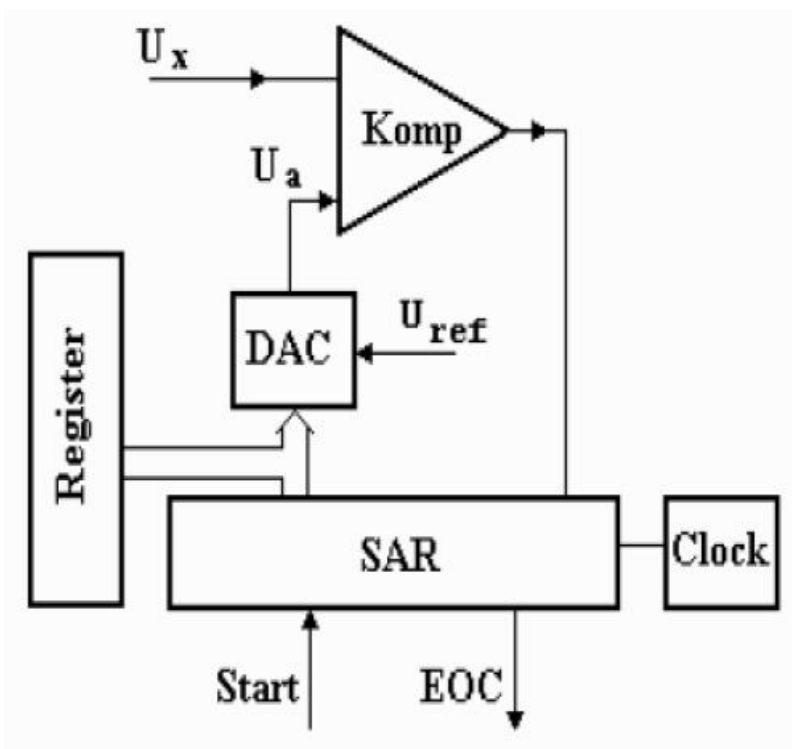 Ux
Komp
Ua
Uref
DAC
Register
SAR
Clock
Start
EOC